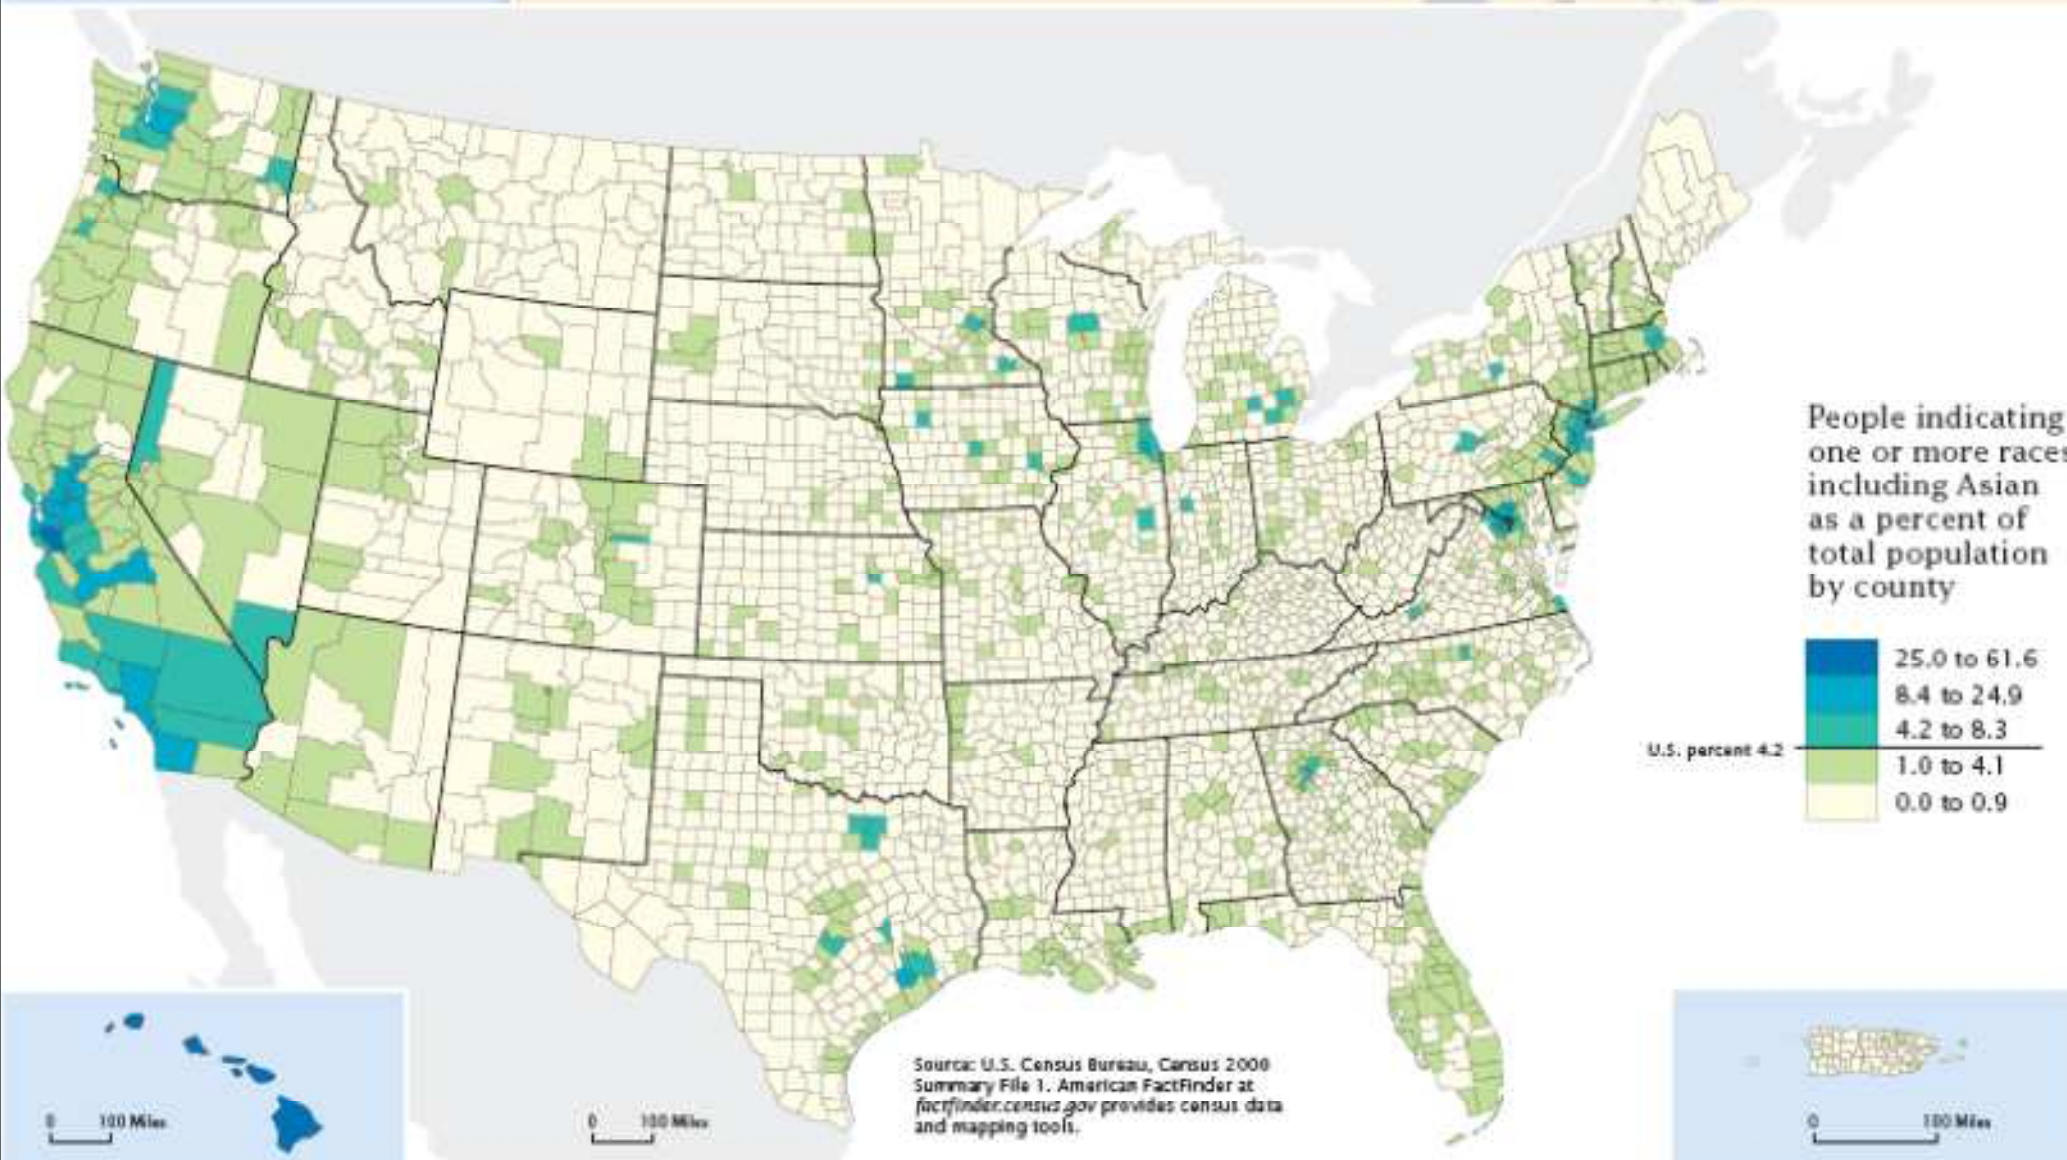 People indicating
one or more races
including Asian
as a percent of
total population
by county
25.0 to 61.6
8.4 to 24.9
4.2 to 8.3
U.S. percent 4.2
1.0 to 4.1
0.0 to 0.9
Source: U.S. Census Bureau, Census 2000
Summary File 1. American FactFinder at
factfinder.census.gov provides census data
and mapping tools.
0 100 Miles
0 100 Miles
0 100 Miles